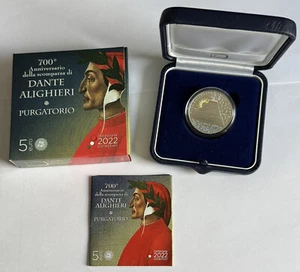 700°
Anniversario
della scomparsa di
DANTE
ALIGHIERI
PURGATORIO
5 euro
2022
700°
Anniversario
della scomparsa di
DANTE
ALIGHIERI
PURGATORIO
5
2022